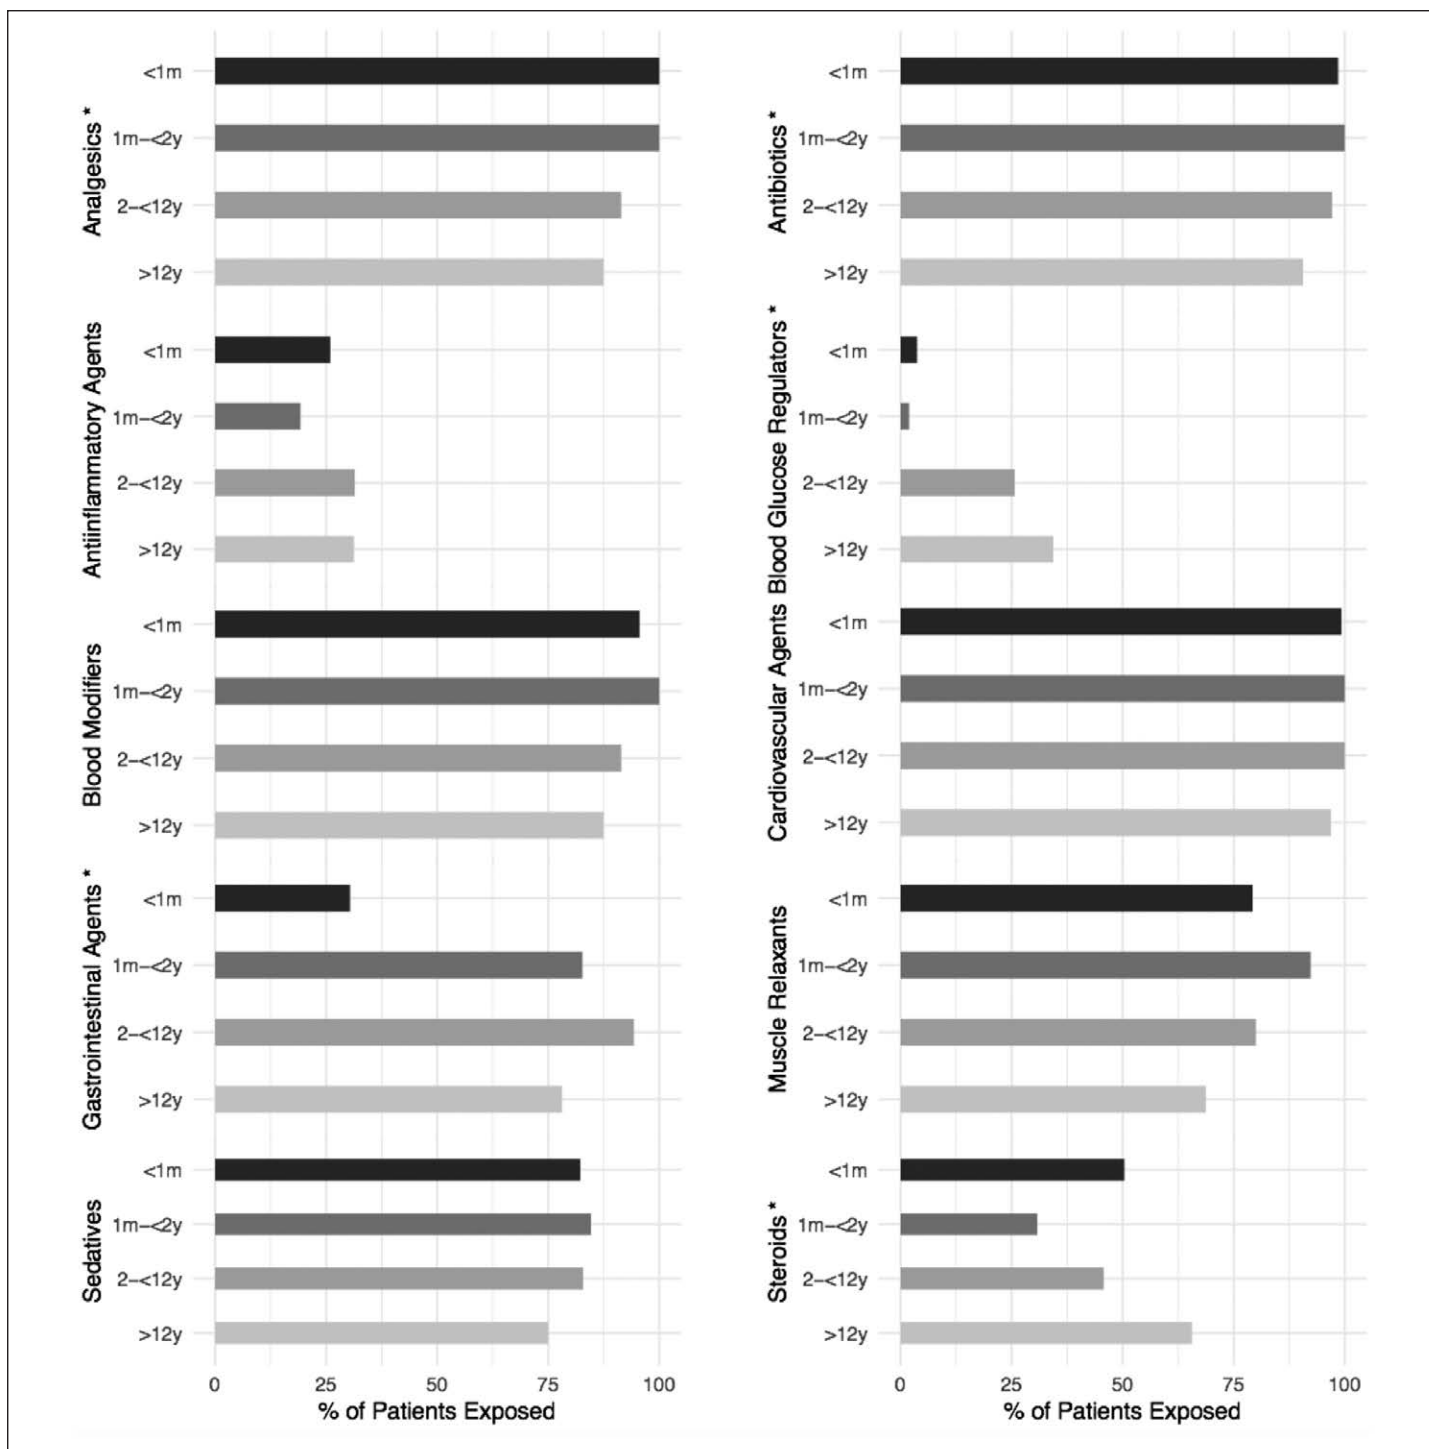 Analgesics *
<1m
1m-<2y
2-<12y
>12y
Antiinflammatory Agents
<1m
1m-<2y
2-<12y
>12y
Blood Modifiers
<1m
1m-<2y
2-<12y
>12y
Gastrointestinal Agents *
<1m
1m-<2y
2-<12y
>12y
Sedatives
<1m
1m-<2y
2-<12y
>12y
0 25 50 75 100
% of Patients Exposed
Antibiotics *
<1m
1m-<2y
2-<12y
>12y
Blood Glucose Regulators *
<1m
1m-<2y
2-<12y
>12y
Cardiovascular Agents
<1m
1m-<2y
2-<12y
>12y
Muscle Relaxants
<1m
1m-<2y
2-<12y
>12y
Steroids *
<1m
1m-<2y
2-<12y
>12y
0 25 50 75 100
% of Patients Exposed